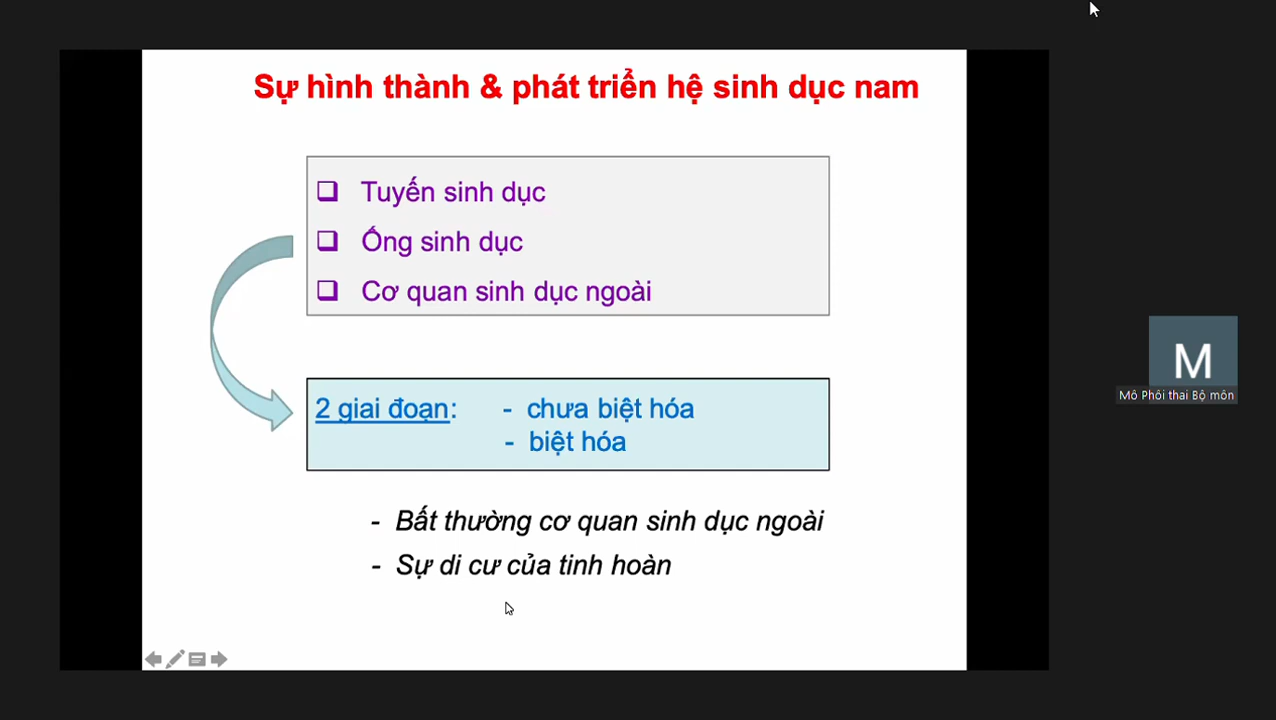 Sự hình thành & phát triển hệ sinh dục nam
❑ Tuyến sinh dục
❑ Ống sinh dục
❑ Cơ quan sinh dục ngoài
2 giai đoạn: - chưa biệt hóa
- biệt hóa
- Bất thường cơ quan sinh dục ngoài
- Sự di cư của tinh hoàn
M
Mô Phôi thai Bộ môn